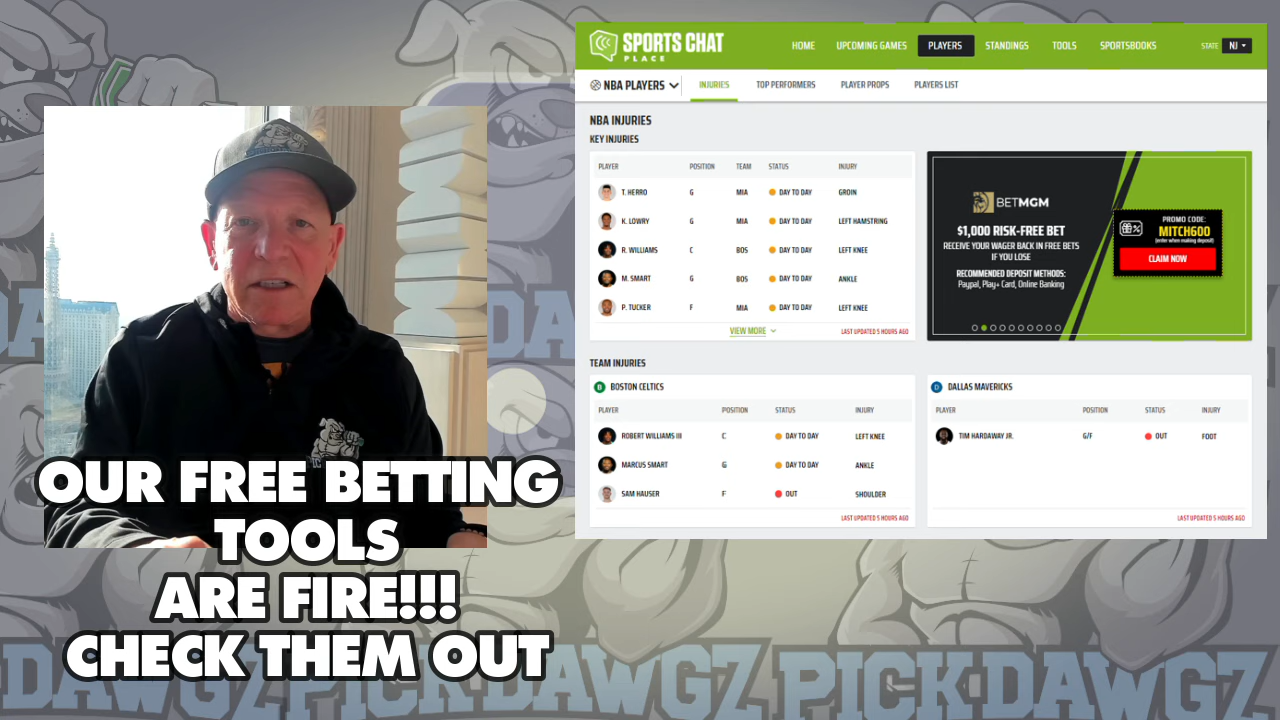 SPORTS CHAT
PLACE
HOME
UPCOMING GAMES
PLAYERS
STANDINGS
TOOLS
SPORTSBOOKS
STATE
NJ
NBA PLAYERS
INJURIES
TOP PERFORMERS
PLAYER PROPS
PLAYERS LIST
NBA INJURIES
KEY INJURIES
PLAYER POSITION TEAM STATUS INJURY
T. HERRO G MIA DAY TO DAY GROIN
K. LOWRY G MIA DAY TO DAY LEFT HAMSTRING
R. WILLIAMS C BOS DAY TO DAY LEFT KNEE
M. SMART G BOS DAY TO DAY ANKLE
P. TUCKER F MIA DAY TO DAY LEFT KNEE
VIEW MORE
LAST UPDATED 5 HOURS AGO
BETMGM
$1,000 RISK-FREE BET
RECEIVE YOUR WAGER BACK IN FREE BETS
IF YOU LOSE
RECOMMENDED DEPOSIT METHODS:
Paypal, Play+ Card, Online Banking
PROMO CODE:
MITCH600
(enter when making deposit)
CLAIM NOW
TEAM INJURIES
B BOSTON CELTICS
PLAYER POSITION STATUS INJURY
ROBERT WILLIAMS III C DAY TO DAY LEFT KNEE
MARCUS SMART G DAY TO DAY ANKLE
SAM HAUSER F OUT SHOULDER
LAST UPDATED 5 HOURS AGO
D DALLAS MAVERICKS
PLAYER POSITION STATUS INJURY
TIM HARDAWAY JR. G/F OUT FOOT
LAST UPDATED 5 HOURS AGO
OUR FREE BETTING
TOOLS
ARE FIRE!!!
CHECK THEM OUT
DAWGZ PICKDAWGZ PICKDAWGZ